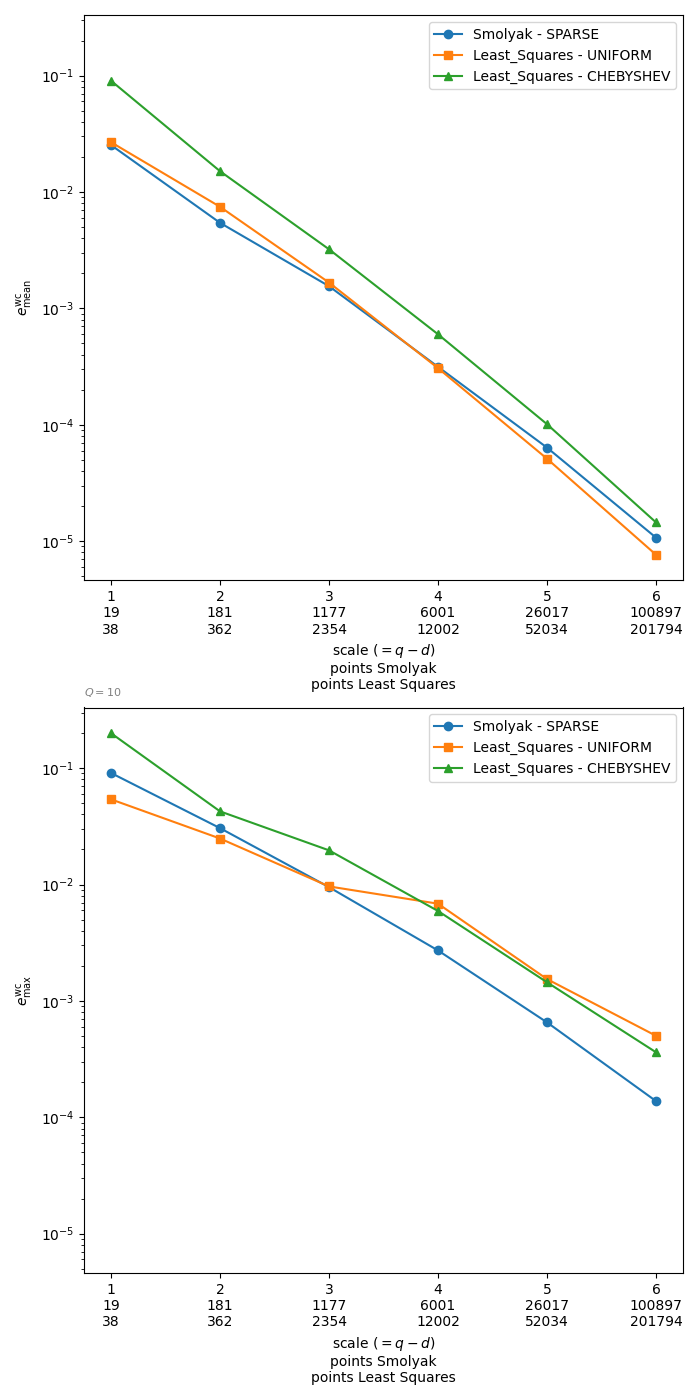 Smolyak - SPARSE
Least_Squares - UNIFORM
Least_Squares - CHEBYSHEV
10⁻¹
10⁻²
10⁻³
10⁻⁴
10⁻⁵
e_mean^wc
1 2 3 4 5 6
19 181 1177 6001 26017 100897
38 362 2354 12002 52034 201794
scale (= q − d)
points Smolyak
points Least Squares
Q = 10
Smolyak - SPARSE
Least_Squares - UNIFORM
Least_Squares - CHEBYSHEV
10⁻¹
10⁻²
10⁻³
10⁻⁴
10⁻⁵
e_max^wc
1 2 3 4 5 6
19 181 1177 6001 26017 100897
38 362 2354 12002 52034 201794
scale (= q − d)
points Smolyak
points Least Squares